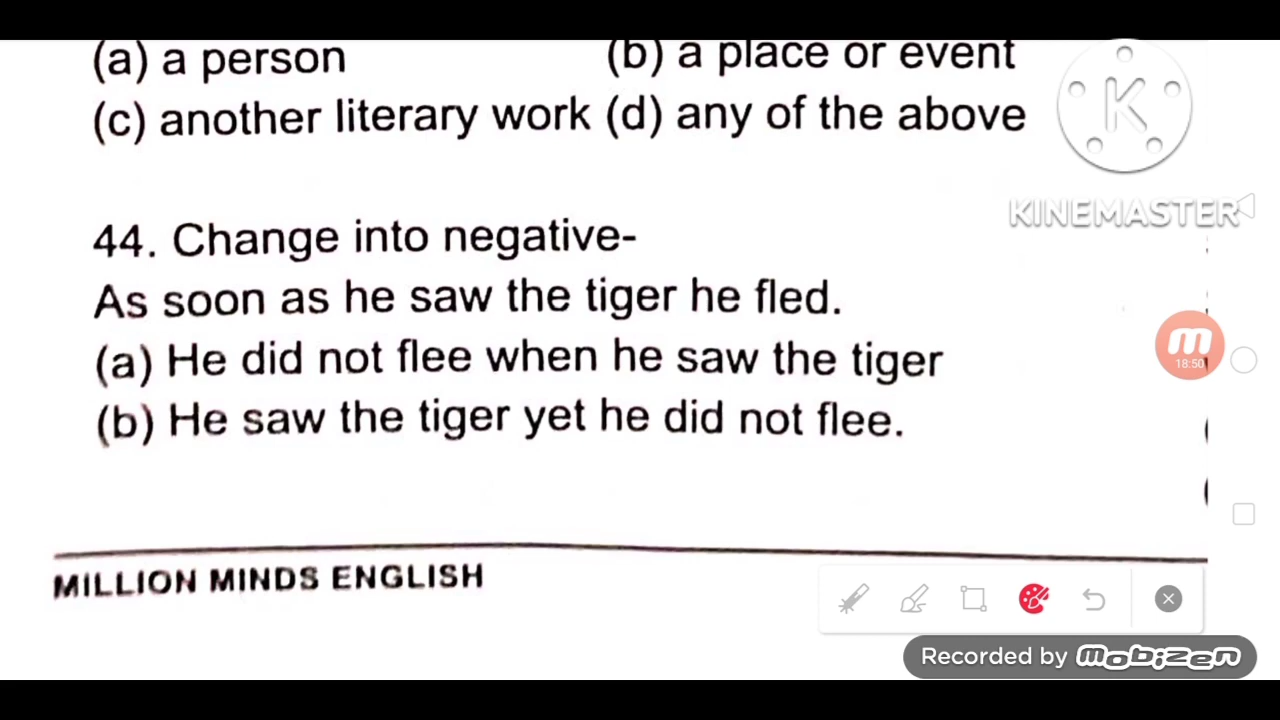 (a) a person (b) a place or event
(c) another literary work (d) any of the above
KINEMASTER
44. Change into negative-
As soon as he saw the tiger he fled.
(a) He did not flee when he saw the tiger
18:50
(b) He saw the tiger yet he did not flee.
MILLION MINDS ENGLISH
Recorded by mobizen